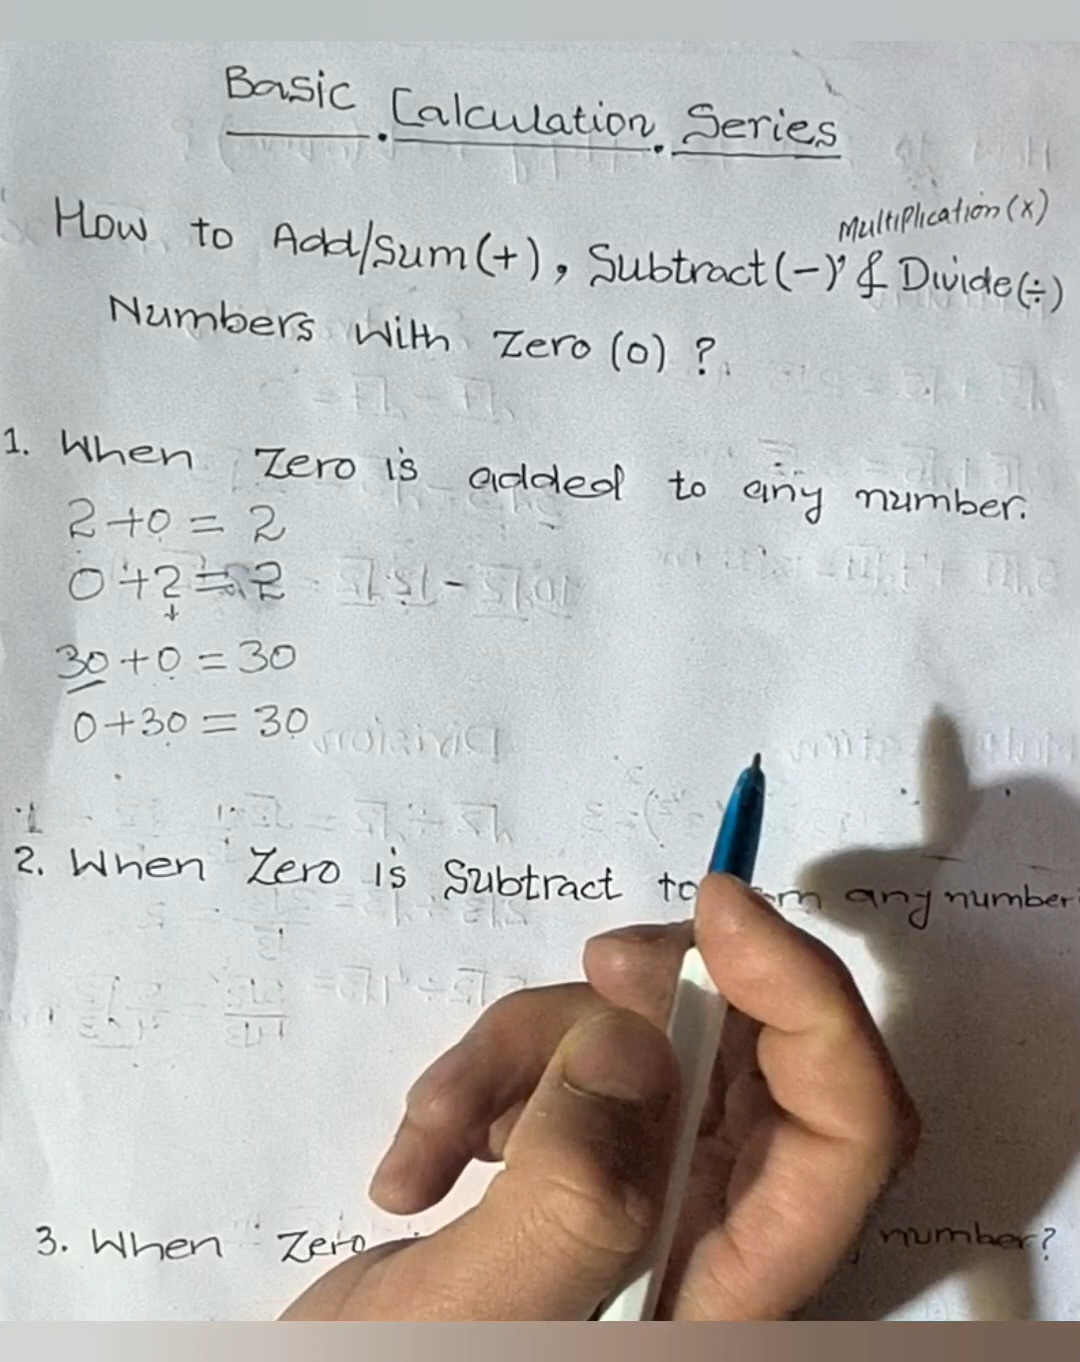 Basic Calculation Series
How to Add/Sum(+), Subtract(-), Multiplication(x) & Divide(÷)
Numbers with Zero (0) ?
1. When Zero is added to any number.
2+0 = 2
0+2 = 2
30+0 = 30
0+30 = 30
2. When Zero is Subtract any number
3. When Zero number?